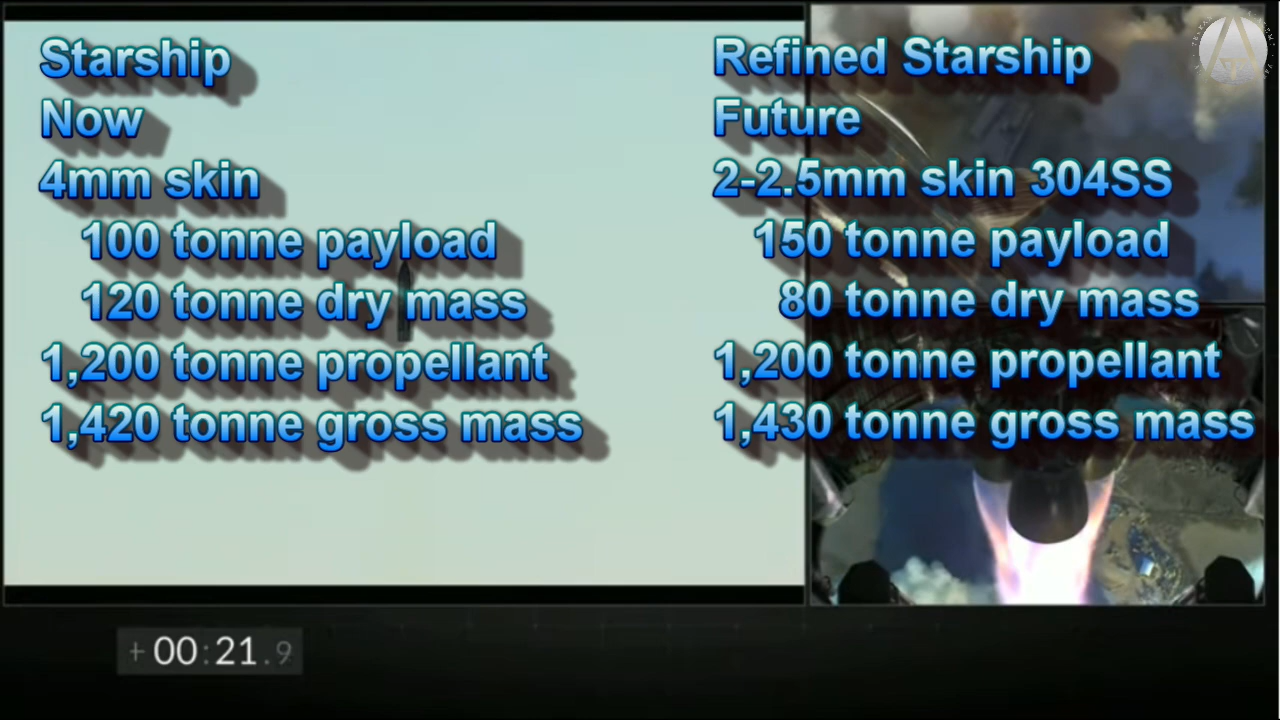 Starship
Now
4mm skin
100 tonne payload
120 tonne dry mass
1,200 tonne propellant
1,420 tonne gross mass
Refined Starship
Future
2-2.5mm skin 304SS
150 tonne payload
80 tonne dry mass
1,200 tonne propellant
1,430 tonne gross mass
+ 00:21.9